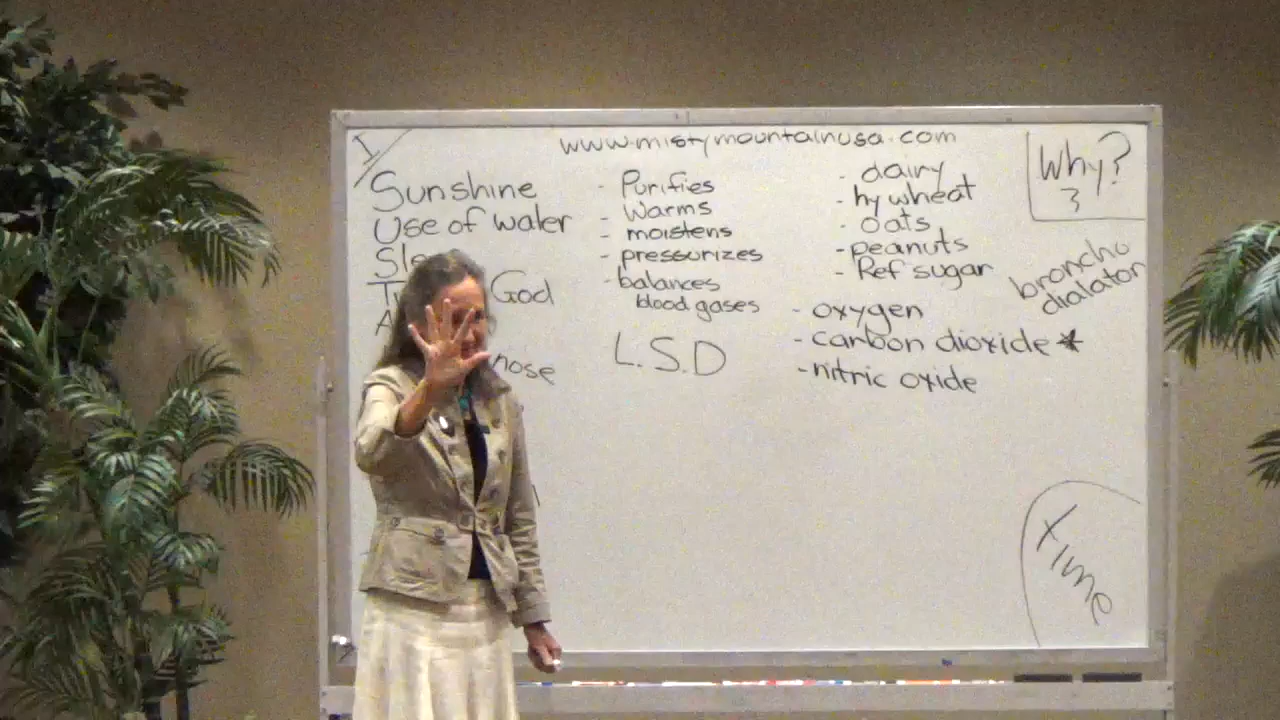 www.mistymountainusa.com
I
Sunshine
Use of water
Sle
God
A
nose
- Purifies
- Warms
- moistens
- pressurizes
- balances
blood gases
L.S.D
- dairy
- hy wheat
- oats
- peanuts
- Ref sugar
- oxygen
- carbon dioxide *
- nitric oxide
Why?
3
broncho
dialator
Time